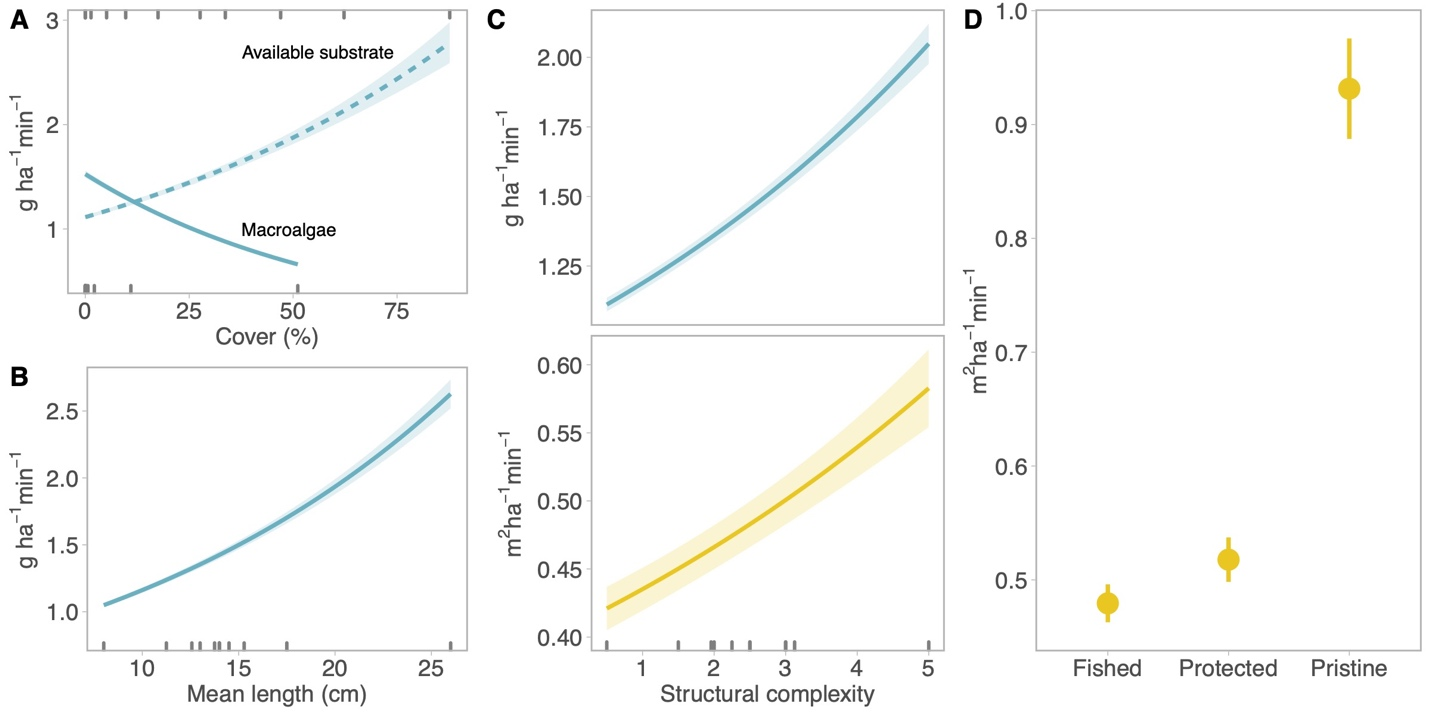 A
3
2
1
g ha⁻¹min⁻¹
Available substrate
Macroalgae
0 25 50 75
Cover (%)
B
2.5
2.0
1.5
1.0
g ha⁻¹min⁻¹
10 15 20 25
Mean length (cm)
C
2.00
1.75
1.50
1.25
g ha⁻¹min⁻¹
0.60
0.55
0.50
0.45
0.40
m²ha⁻¹min⁻¹
1 2 3 4 5
Structural complexity
D
1.0
0.9
0.8
0.7
0.6
0.5
m²ha⁻¹min⁻¹
Fished Protected Pristine